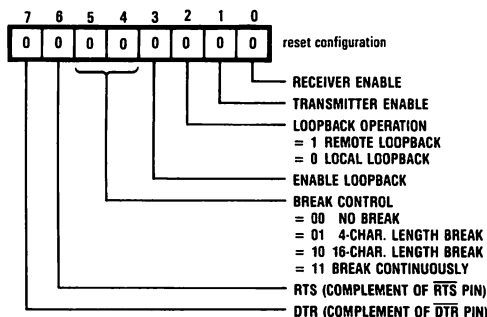 7 6 5 4 3 2 1 0
0 0 0 0 0 0 0 0 reset configuration
RECEIVER ENABLE
TRANSMITTER ENABLE
LOOPBACK OPERATION
= 1 REMOTE LOOPBACK
= 0 LOCAL LOOPBACK
ENABLE LOOPBACK
BREAK CONTROL
= 00 NO BREAK
= 01 4-CHAR. LENGTH BREAK
= 10 16-CHAR. LENGTH BREAK
= 11 BREAK CONTINUOUSLY
RTS (COMPLEMENT OF R̅T̅S̅ PIN)
DTR (COMPLEMENT OF D̅T̅R̅ PIN)